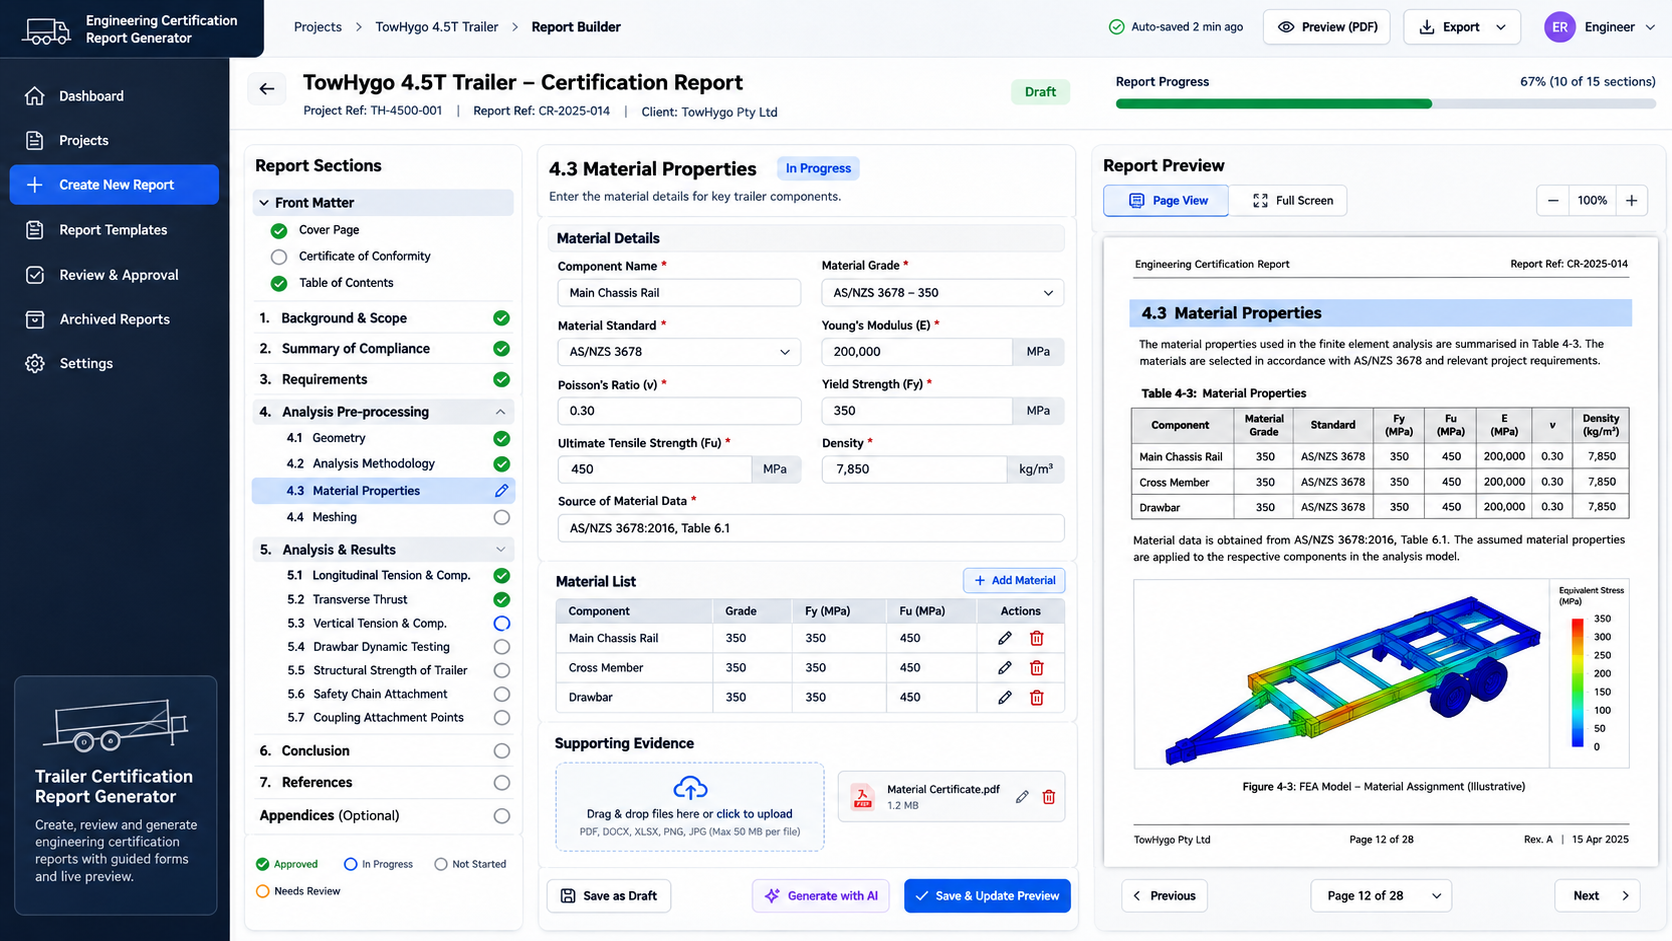 Engineering Certification
Report Generator
Projects > TowHygo 4.5T Trailer > Report Builder
Auto-saved 2 min ago
Preview (PDF)
Export
ER
Engineer
Dashboard
Projects
Create New Report
Report Templates
Review & Approval
Archived Reports
Settings
Trailer Certification
Report Generator
Create, review and generate
engineering certification
reports with guided forms
and live preview.
TowHygo 4.5T Trailer – Certification Report
Project Ref: TH-4500-001 | Report Ref: CR-2025-014 | Client: TowHygo Pty Ltd
Draft
Report Progress
67% (10 of 15 sections)
Report Sections
Front Matter
Cover Page
Certificate of Conformity
Table of Contents
1. Background & Scope
2. Summary of Compliance
3. Requirements
4. Analysis Pre-processing
4.1 Geometry
4.2 Analysis Methodology
4.3 Material Properties
4.4 Meshing
5. Analysis & Results
5.1 Longitudinal Tension & Comp.
5.2 Transverse Thrust
5.3 Vertical Tension & Comp.
5.4 Drawbar Dynamic Testing
5.5 Structural Strength of Trailer
5.6 Safety Chain Attachment
5.7 Coupling Attachment Points
6. Conclusion
7. References
Appendices (Optional)
Approved
In Progress
Not Started
Needs Review
4.3 Material Properties
In Progress
Enter the material details for key trailer components.
Material Details
Component Name *
Main Chassis Rail
Material Grade *
AS/NZS 3678 – 350
Material Standard *
AS/NZS 3678
Young's Modulus (E) *
200,000 MPa
Poisson's Ratio (ν) *
0.30
Yield Strength (Fy) *
350 MPa
Ultimate Tensile Strength (Fu) *
450 MPa
Density *
7,850 kg/m³
Source of Material Data *
AS/NZS 3678:2016, Table 6.1
Material List
+ Add Material
Component Grade Fy (MPa) Fu (MPa) Actions
Main Chassis Rail 350 350 450
Cross Member 350 350 450
Drawbar 350 350 450
Supporting Evidence
Drag & drop files here or click to upload
PDF, DOCX, XLSX, PNG, JPG (Max 50 MB per file)
Material Certificate.pdf
1.2 MB
Save as Draft
Generate with AI
Save & Update Preview
Report Preview
Page View
Full Screen
100%
Engineering Certification Report
Report Ref: CR-2025-014
4.3 Material Properties
The material properties used in the finite element analysis are summarised in Table 4-3. The
materials are selected in accordance with AS/NZS 3678 and relevant project requirements.
Table 4-3: Material Properties
Component Material Grade Standard Fy (MPa) Fu (MPa) E (MPa) ν Density (kg/m³)
Main Chassis Rail 350 AS/NZS 3678 350 450 200,000 0.30 7,850
Cross Member 350 AS/NZS 3678 350 450 200,000 0.30 7,850
Drawbar 350 AS/NZS 3678 350 450 200,000 0.30 7,850
Material data is obtained from AS/NZS 3678:2016, Table 6.1. The assumed material properties
are applied to the respective components in the analysis model.
Equivalent Stress
(MPa)
350
300
250
200
150
100
50
0
Figure 4-3: FEA Model – Material Assignment (Illustrative)
TowHygo Pty Ltd
Page 12 of 28
Rev. A | 15 Apr 2025
Previous
Page 12 of 28
Next